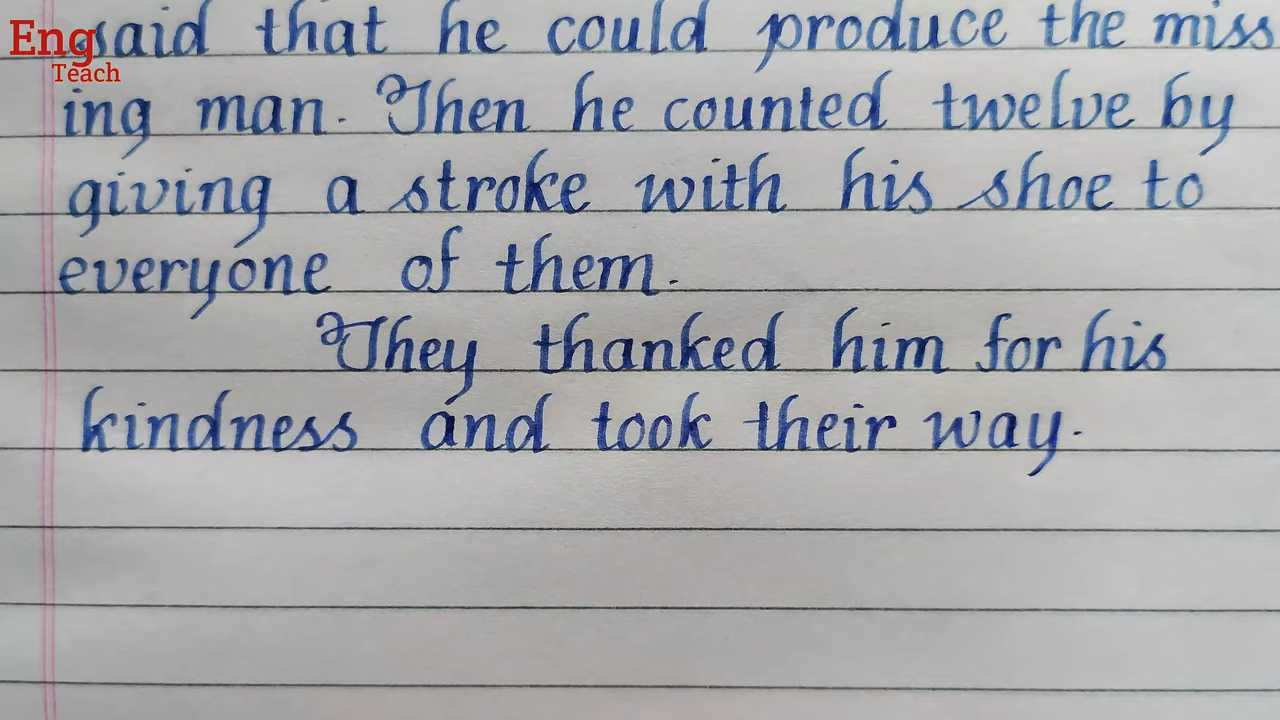 Eng
Teach
said that he could produce the miss
ing man. Then he counted twelve by
giving a stroke with his shoe to
everyone of them.
They thanked him for his
kindness and took their way.